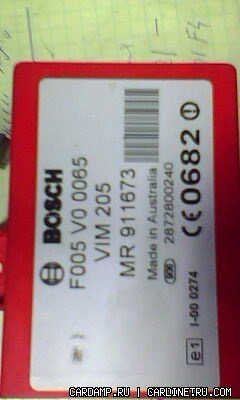 BOSCH
F005 V0 0065
VIM 205
MR 911673
Made in Australia
2872800240
CE0682
e1 I-00 0274
CARDAMP.RU | CARDLINETRU.COM